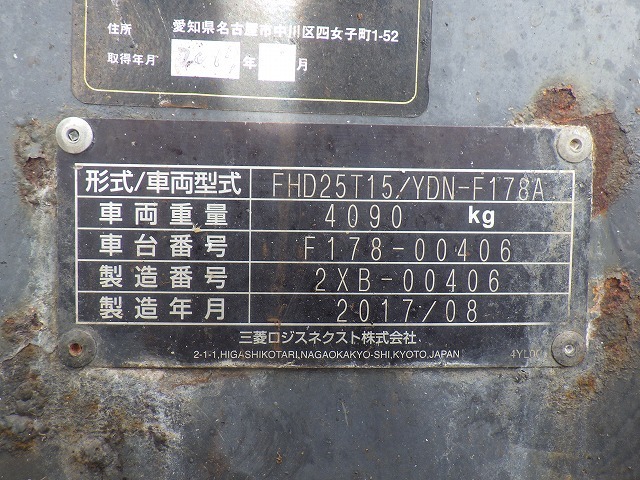 住所 愛知県名古屋市中川区四女子町1-52
取得年月 年 月
形式/車両型式 FHD25T15/YDN-F178A
車両重量 4090 kg
車台番号 F178-00406
製造番号 2XB-00406
製造年月 2017/08
三菱ロジスネクスト株式会社
2-1-1,HIGASHIKOTARI,NAGAOKAKYO-SHI,KYOTO,JAPAN